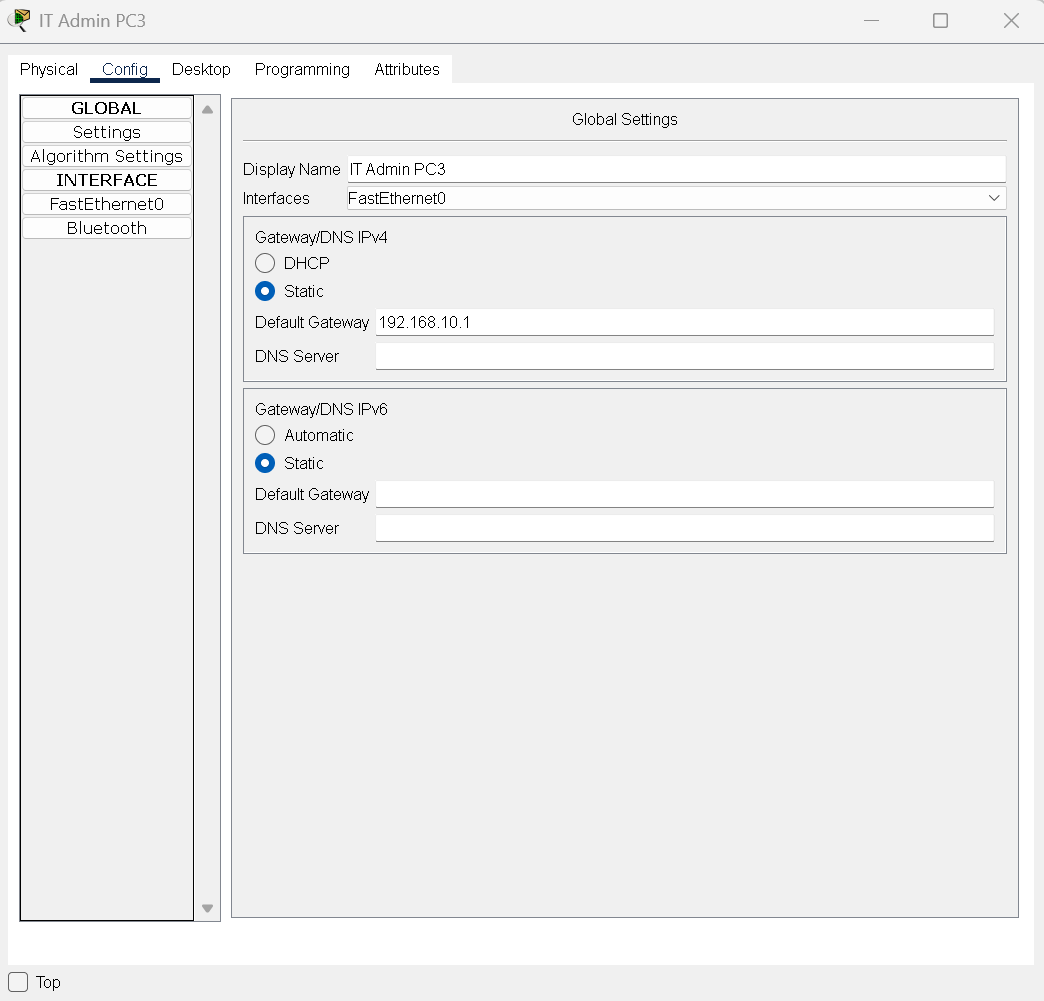 IT Admin PC3
Physical Config Desktop Programming Attributes
GLOBAL
Settings
Algorithm Settings
INTERFACE
FastEthernet0
Bluetooth
Global Settings
Display Name IT Admin PC3
Interfaces FastEthernet0
Gateway/DNS IPv4
DHCP
Static
Default Gateway 192.168.10.1
DNS Server
Gateway/DNS IPv6
Automatic
Static
Default Gateway
DNS Server
Top